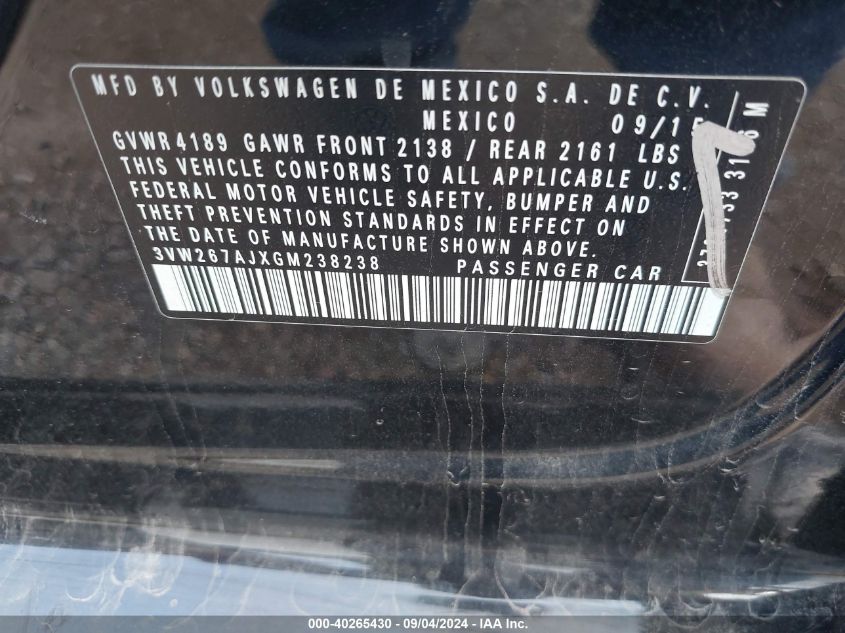 MFD BY VOLKSWAGEN DE MEXICO S.A. DE C.V.
MEXICO 09/15
GVWR 4189 GAWR FRONT 2138 / REAR 2161 LBS
THIS VEHICLE CONFORMS TO ALL APPLICABLE U.S.
FEDERAL MOTOR VEHICLE SAFETY, BUMPER AND
THEFT PREVENTION STANDARDS IN EFFECT ON
THE DATE OF MANUFACTURE SHOWN ABOVE.
3VW267AJXGM238238 PASSENGER CAR
M
000-40265430 - 09/04/2024 - IAA, Inc.